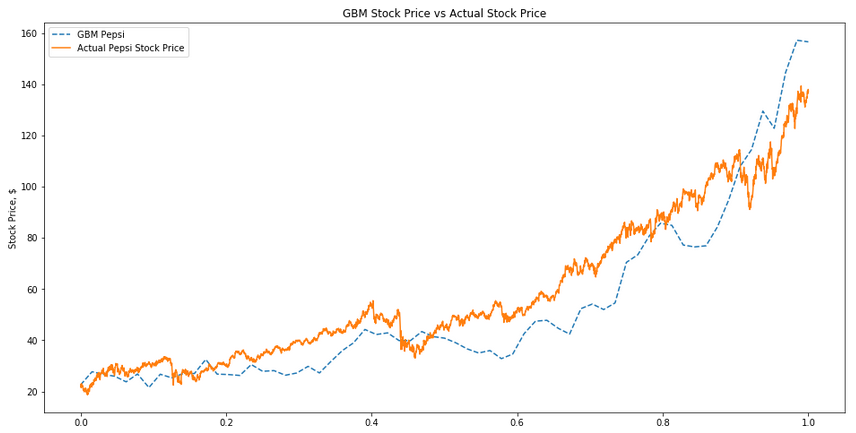 GBM Stock Price vs Actual Stock Price
GBM Pepsi
Actual Pepsi Stock Price
Stock Price, $
160
140
120
100
80
60
40
20
0.0 0.2 0.4 0.6 0.8 1.0